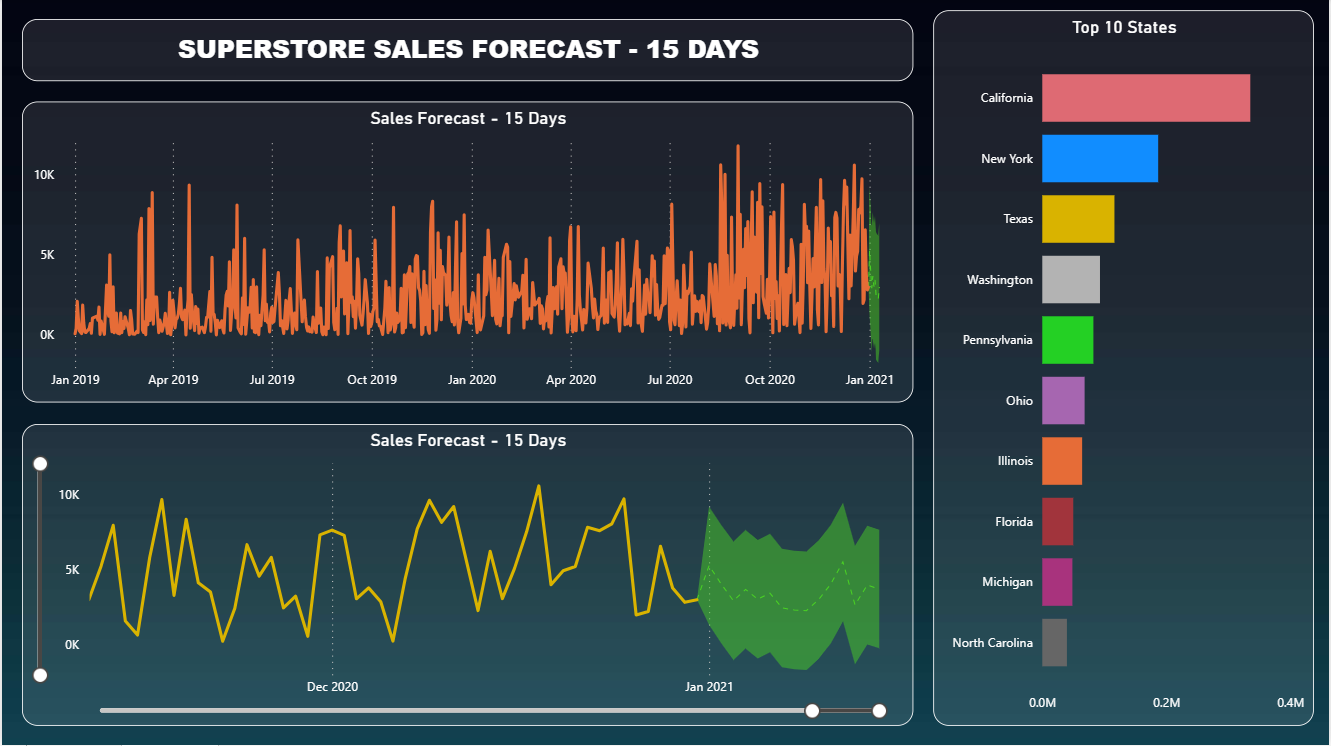 SUPERSTORE SALES FORECAST - 15 DAYS
Sales Forecast - 15 Days
10K
5K
0K
Jan 2019 Apr 2019 Jul 2019 Oct 2019 Jan 2020 Apr 2020 Jul 2020 Oct 2020 Jan 2021
Sales Forecast - 15 Days
10K
5K
0K
Dec 2020 Jan 2021
Top 10 States
California
New York
Texas
Washington
Pennsylvania
Ohio
Illinois
Florida
Michigan
North Carolina
0.0M 0.2M 0.4M